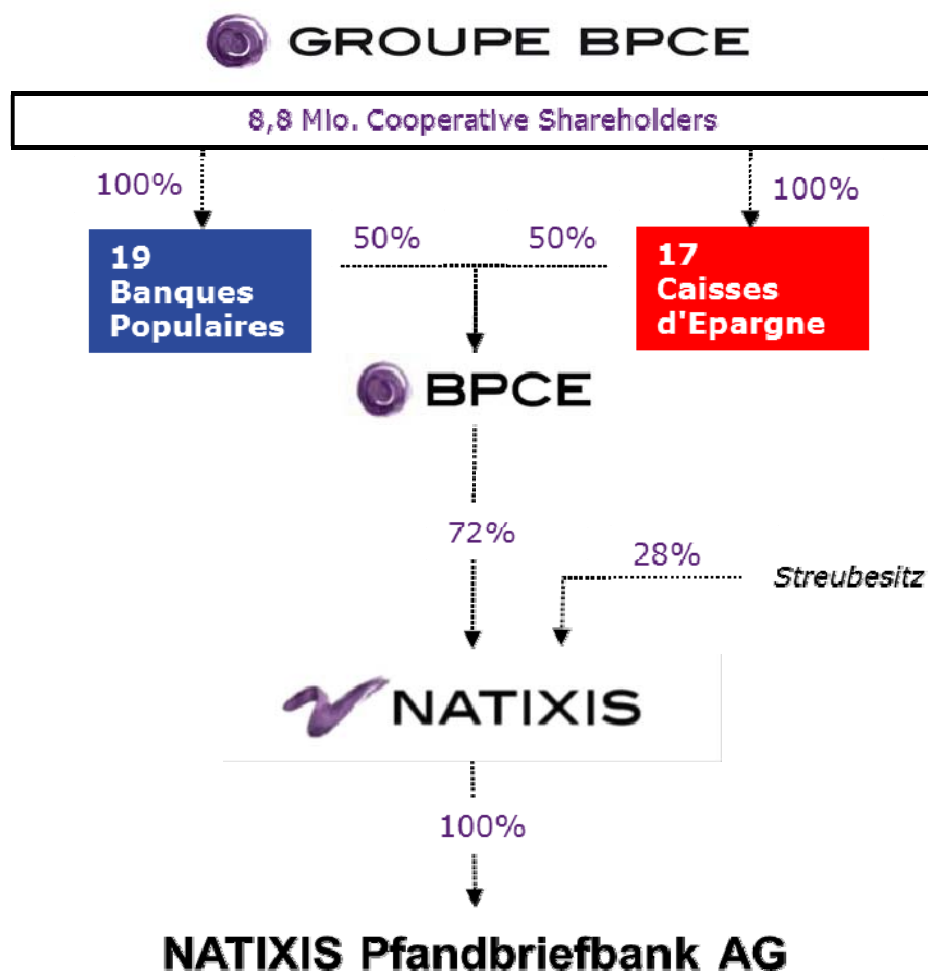 GROUPE BPCE
8,8 Mio. Cooperative Shareholders
100%
100%
19
Banques
Populaires
50%
50%
17
Caisses
d'Epargne
BPCE
72%
28%
Streubesitz
NATIXIS
100%
NATIXIS Pfandbriefbank AG